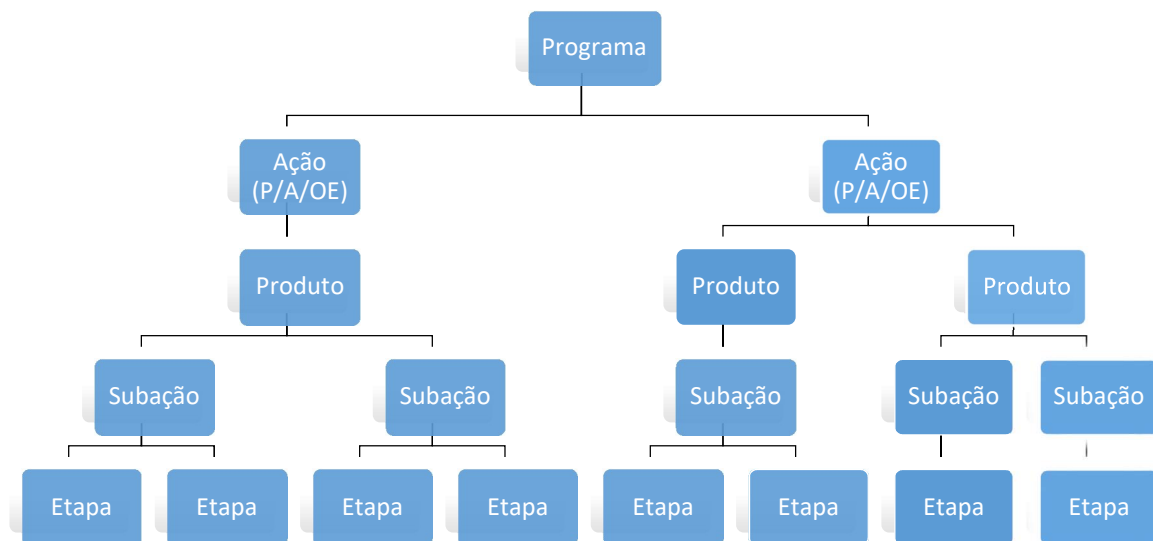 Programa
Ação
(P/A/OE)
Ação
(P/A/OE)
Produto
Produto
Produto
Subação
Subação
Subação
Subação
Subação
Etapa
Etapa
Etapa
Etapa
Etapa
Etapa
Etapa
Etapa